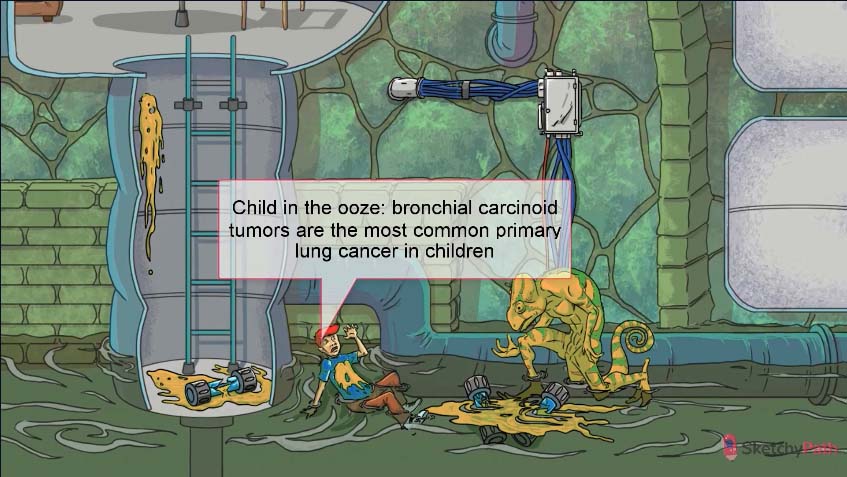 Child in the ooze: bronchial carcinoid
tumors are the most common primary
lung cancer in children
SketchyPath